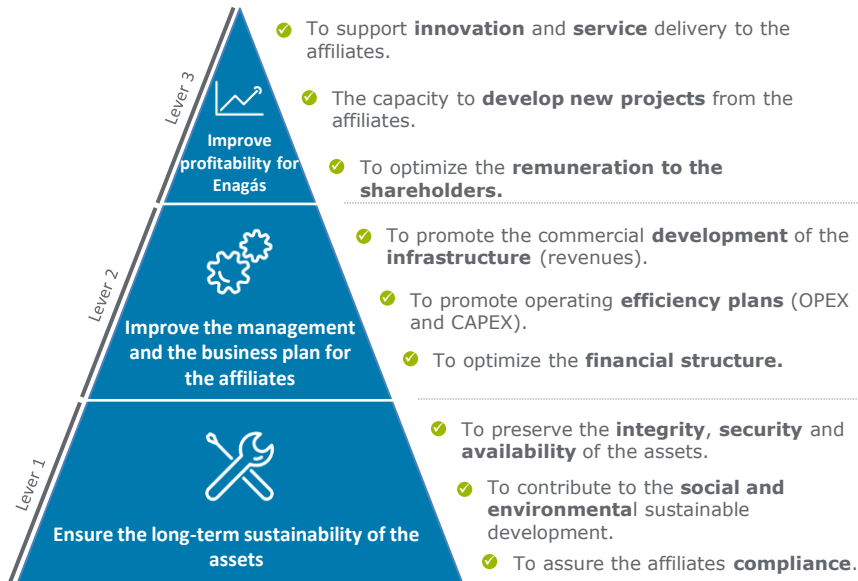 To support innovation and service delivery to the
affiliates.
The capacity to develop new projects from the
affiliates.
To optimize the remuneration to the
shareholders.
Lever 3
Improve
profitability for
Enagás
To promote the commercial development of the
infrastructure (revenues).
To promote operating efficiency plans (OPEX
and CAPEX).
To optimize the financial structure.
Lever 2
Improve the management
and the business plan for
the affiliates
To preserve the integrity, security and
availability of the assets.
To contribute to the social and
environmental sustainable
development.
To assure the affiliates compliance.
Lever 1
Ensure the long-term sustainability of the
assets